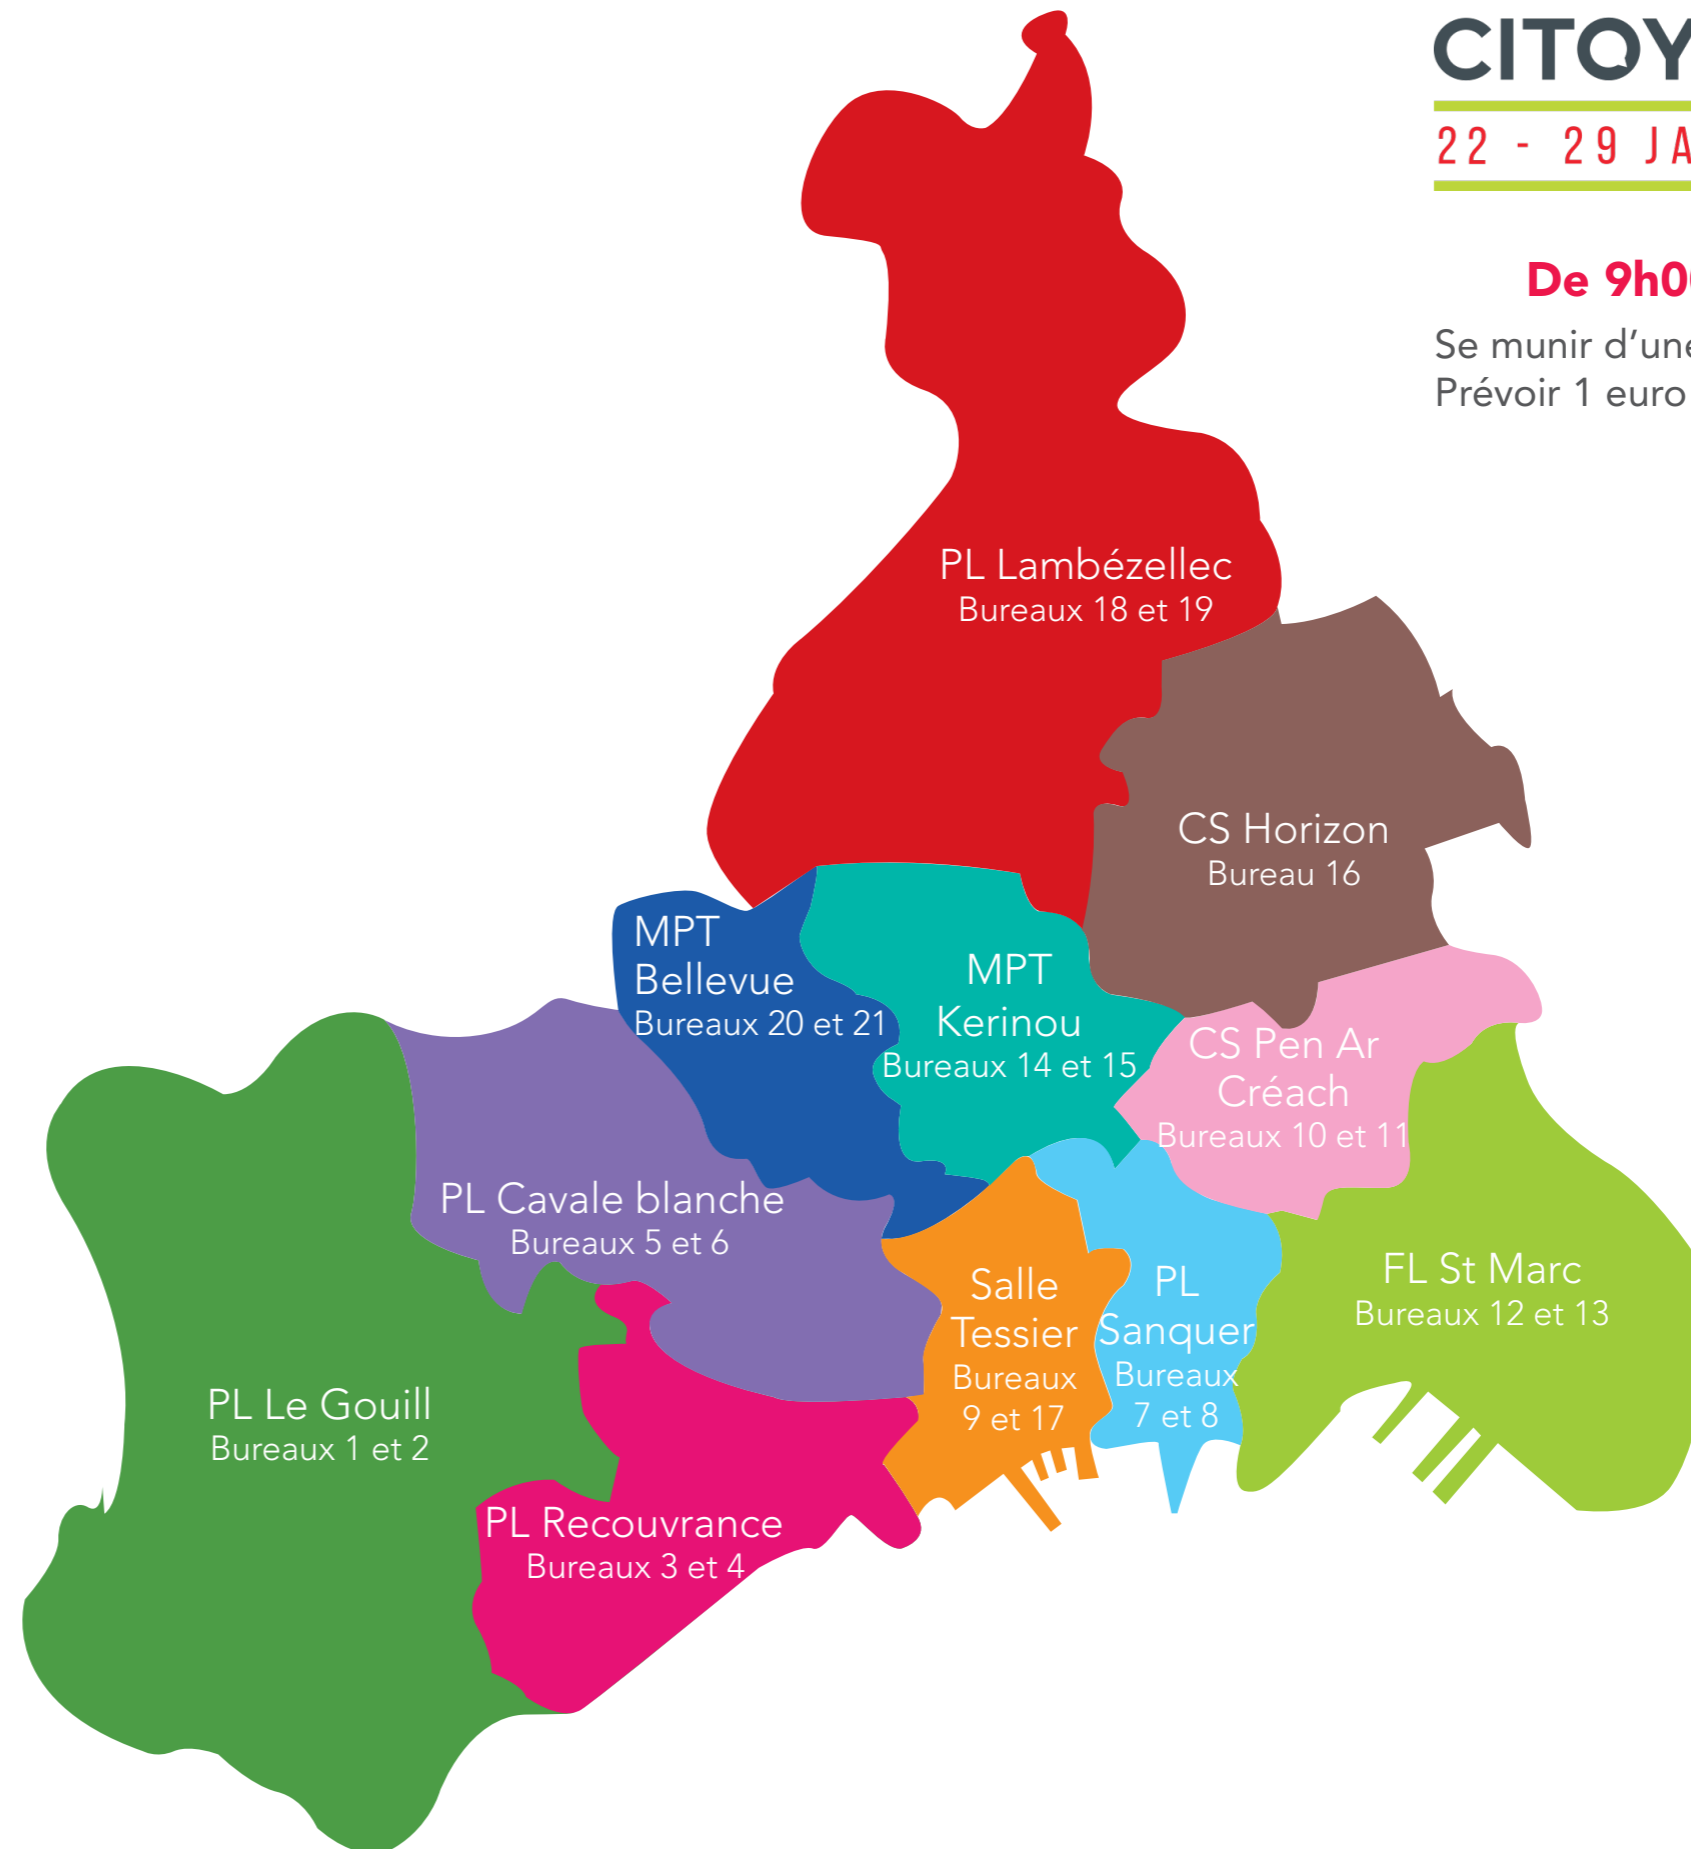 CITOY
22 - 29 JA
De 9h00
Se munir d’une
Prévoir 1 euro
PL Lambézellec
Bureaux 18 et 19
CS Horizon
Bureau 16
MPT
Bellevue
Bureaux 20 et 21
MPT
Kerinou
Bureaux 14 et 15
CS Pen Ar
Créach
Bureaux 10 et 11
PL Cavale blanche
Bureaux 5 et 6
Salle
Tessier
Bureaux
9 et 17
PL
Sanquer
Bureaux
7 et 8
FL St Marc
Bureaux 12 et 13
PL Le Gouill
Bureaux 1 et 2
PL Recouvrance
Bureaux 3 et 4